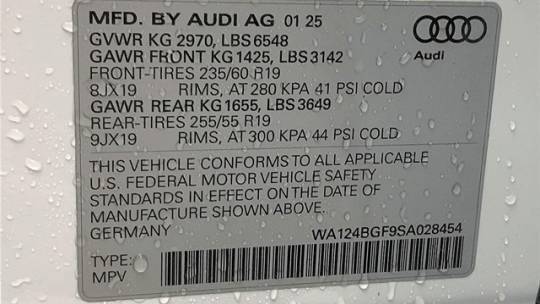 MFD. BY AUDI AG 01 25
GVWR KG 2970, LBS 6548
GAWR FRONT KG 1425, LBS 3142
FRONT-TIRES 235/60 R19
8JX19 RIMS, AT 280 KPA 41 PSI COLD
GAWR REAR KG 1655, LBS 3649
REAR-TIRES 255/55 R19
9JX19 RIMS, AT 300 KPA 44 PSI COLD
Audi
THIS VEHICLE CONFORMS TO ALL APPLICABLE
U.S. FEDERAL MOTOR VEHICLE SAFETY
STANDARDS IN EFFECT ON THE DATE OF
MANUFACTURE SHOWN ABOVE.
GERMANY WA124BGF9SA028454
TYPE:
MPV